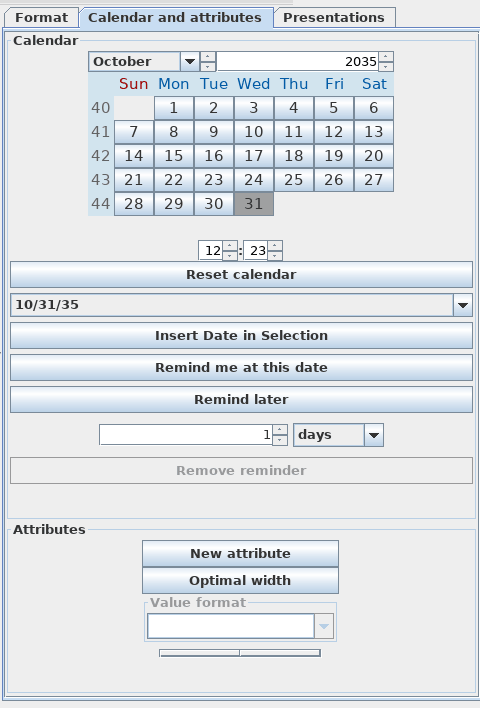 Format Calendar and attributes Presentations
Calendar
October 2035
Sun Mon Tue Wed Thu Fri Sat
40 1 2 3 4 5 6
41 7 8 9 10 11 12 13
42 14 15 16 17 18 19 20
43 21 22 23 24 25 26 27
44 28 29 30 31
12 : 23
Reset calendar
10/31/35
Insert Date in Selection
Remind me at this date
Remind later
1 days
Remove reminder
Attributes
New attribute
Optimal width
Value format